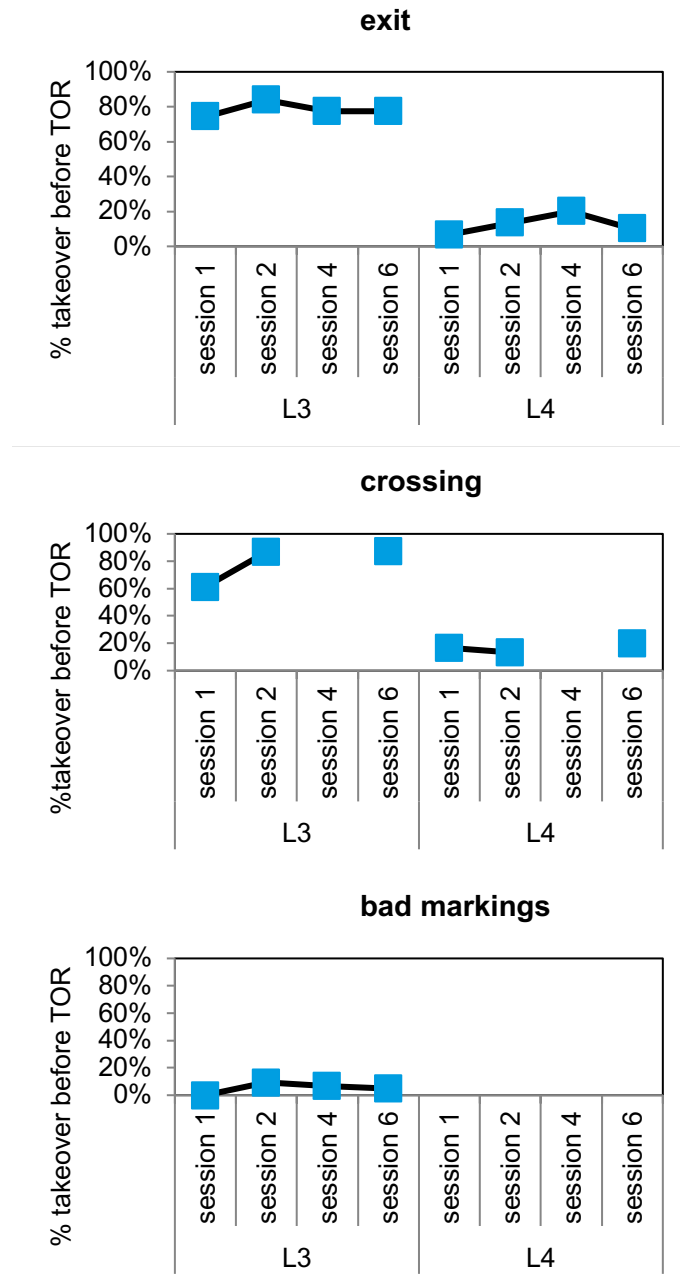 exit
% takeover before TOR
100%
80%
60%
40%
20%
0%
session 1
session 2
session 4
session 6
session 1
session 2
session 4
session 6
L3
L4
crossing
%takeover before TOR
100%
80%
60%
40%
20%
0%
session 1
session 2
session 4
session 6
session 1
session 2
session 4
session 6
L3
L4
bad markings
% takeover before TOR
100%
80%
60%
40%
20%
0%
session 1
session 2
session 4
session 6
session 1
session 2
session 4
session 6
L3
L4